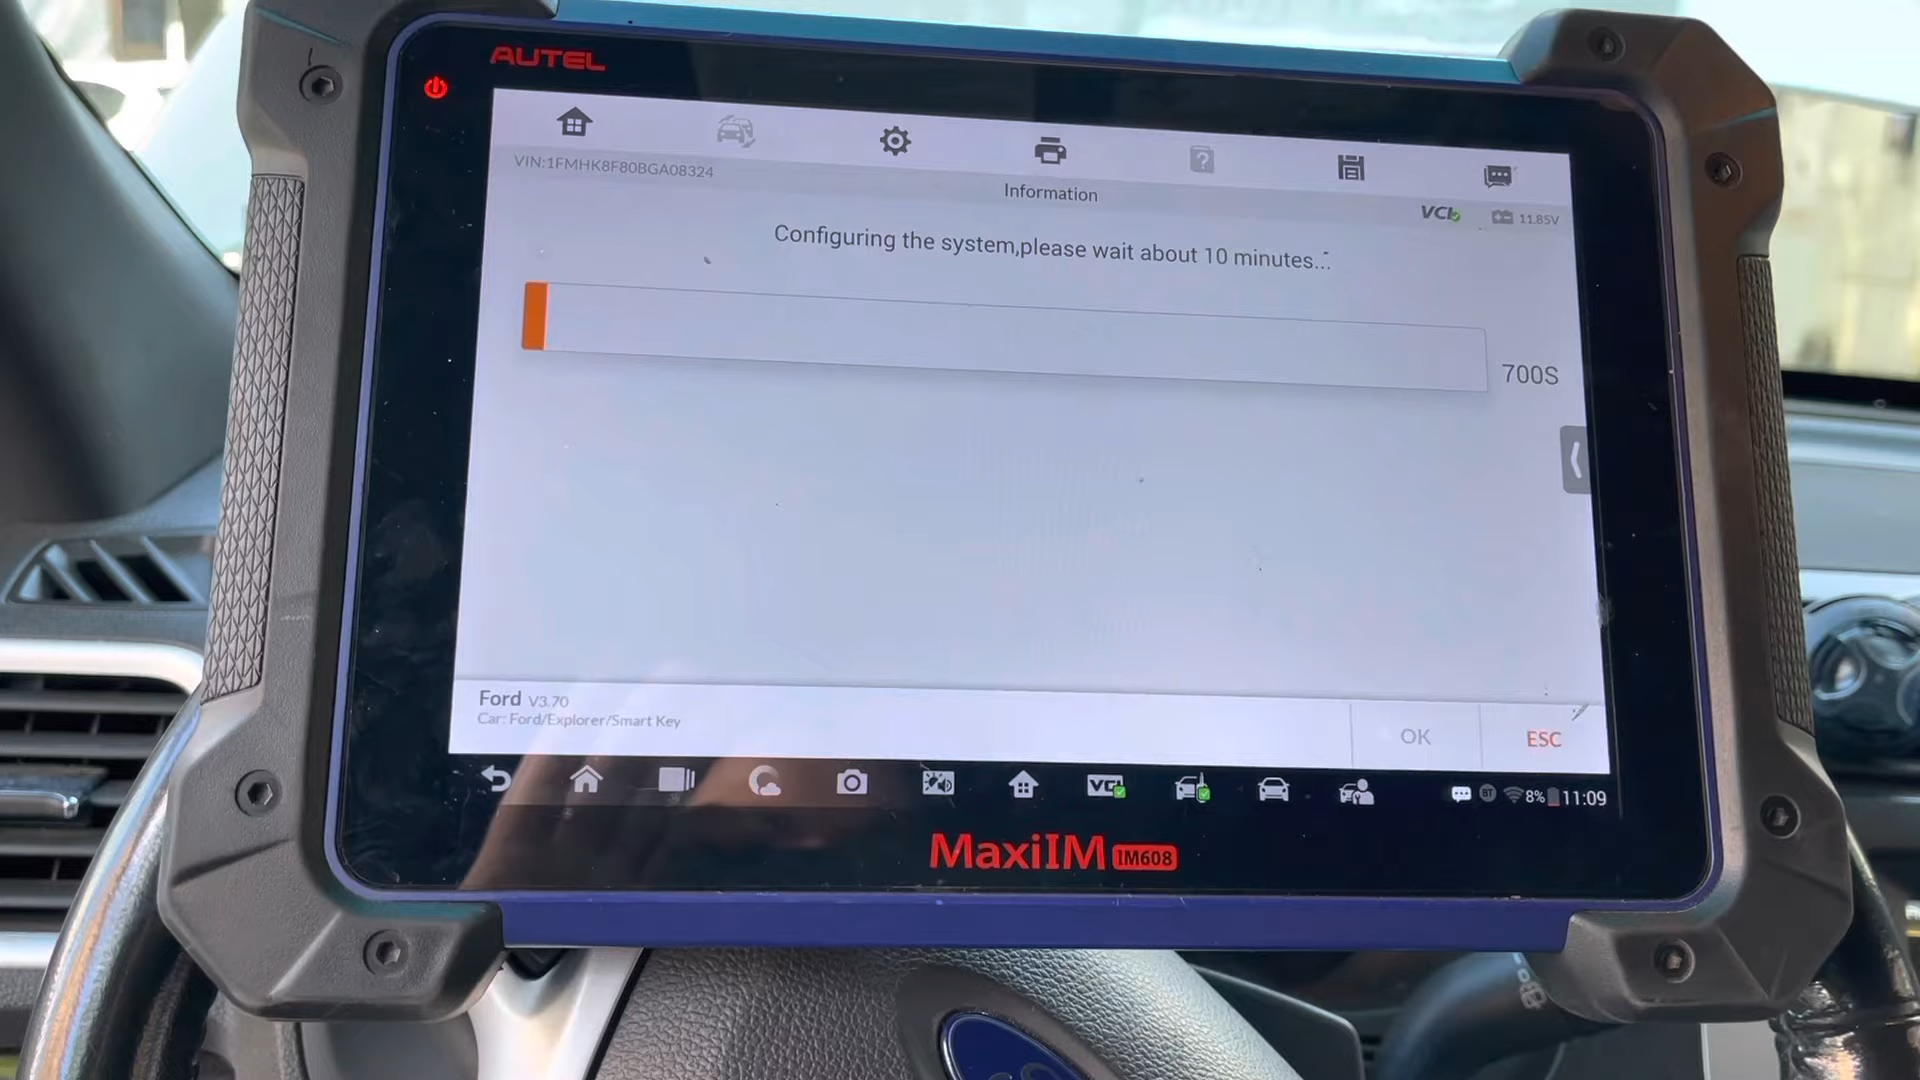 AUTEL
VIN:1FMHK8F80BGA08324
Information
VCI
11.85V
Configuring the system,please wait about 10 minutes...
700S
Ford V3.70
Car: Ford/Explorer/Smart Key
OK
ESC
VCI
BT
8%
11:09
MaxiIM IM608